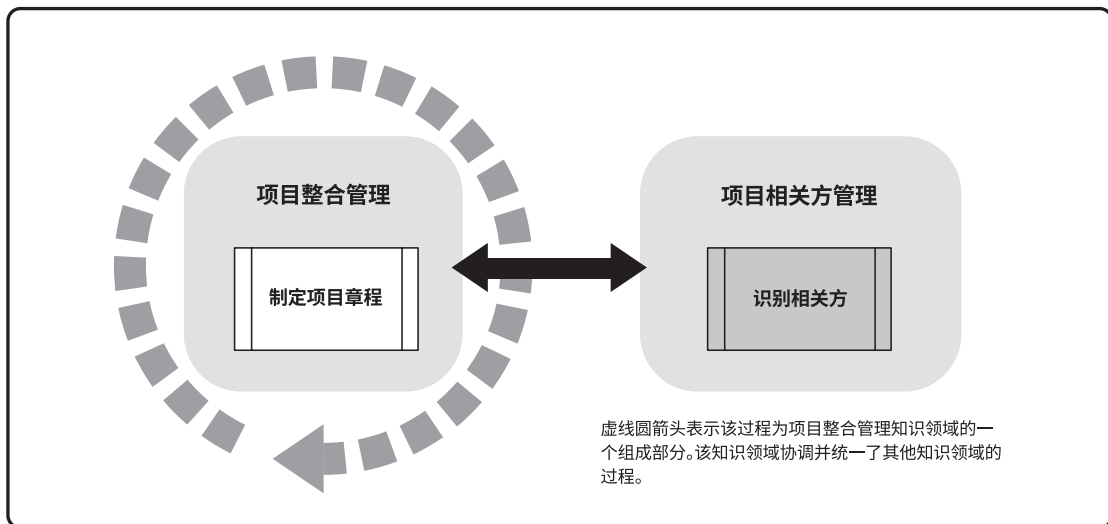 项目整合管理
项目相关方管理
制定项目章程
识别相关方
虚线圆箭头表示该过程为项目整合管理知识领域的一
个组成部分。该知识领域协调并统一了其他知识领域的
过程。